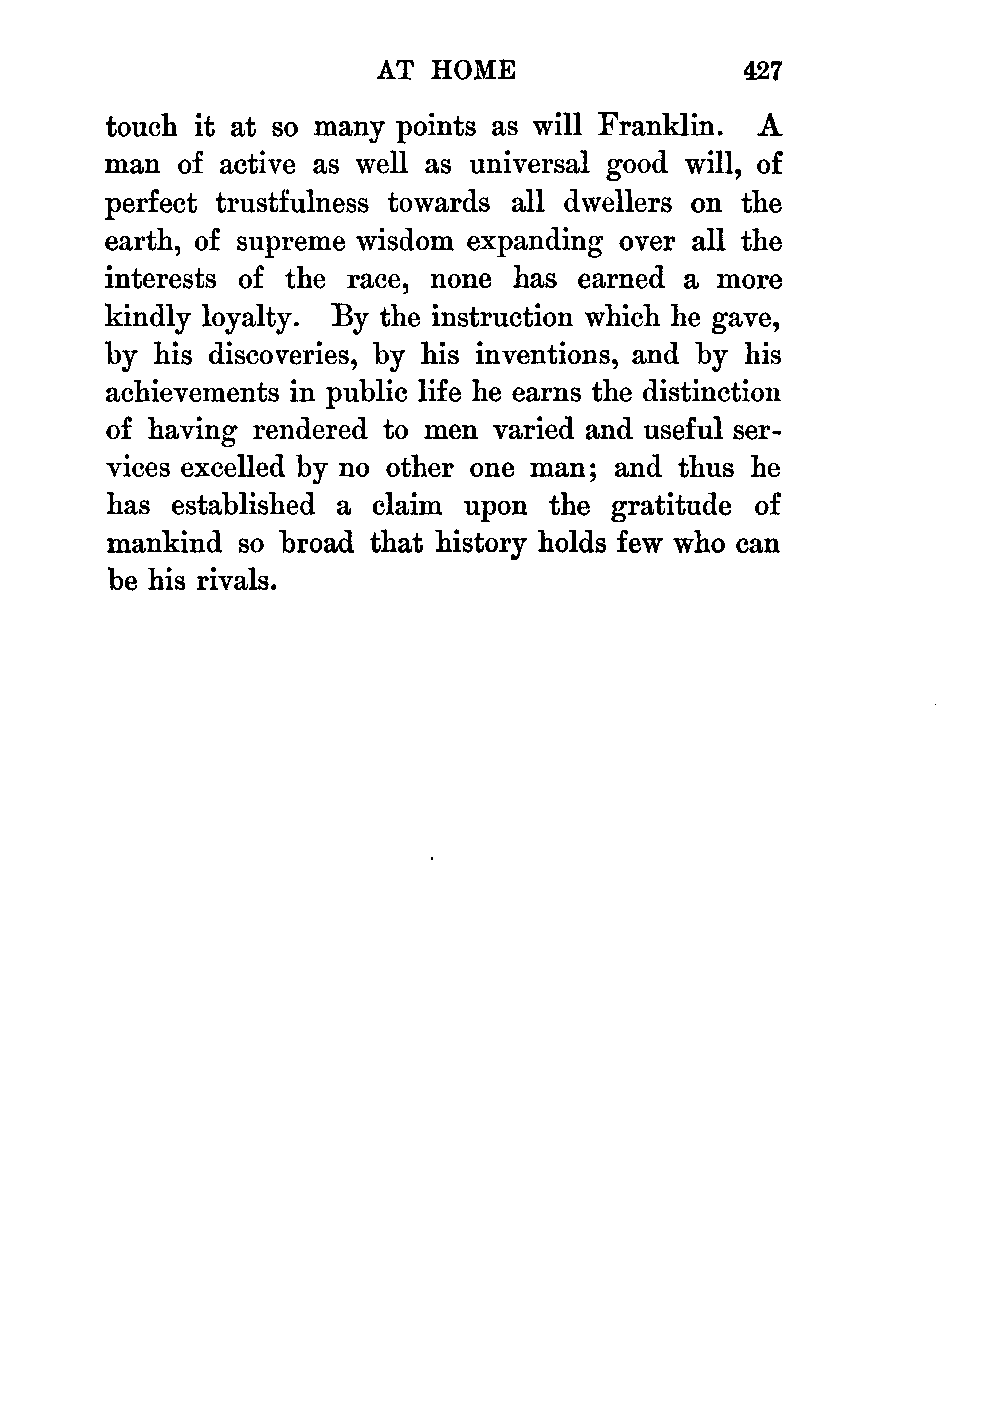 AT HOME 427
touch it at so many points as will Franklin. A
man of active as well as universal good will, of
perfect trustfulness towards all dwellers on the
earth, of supreme wisdom expanding over all the
interests of the race, none has earned a more
kindly loyalty. By the instruction which he gave,
by his discoveries, by his inventions, and by his
achievements in public life he earns the distinction
of having rendered to men varied and useful ser-
vices excelled by no other one man; and thus he
has established a claim upon the gratitude of
mankind so broad that history holds few who can
be his rivals.